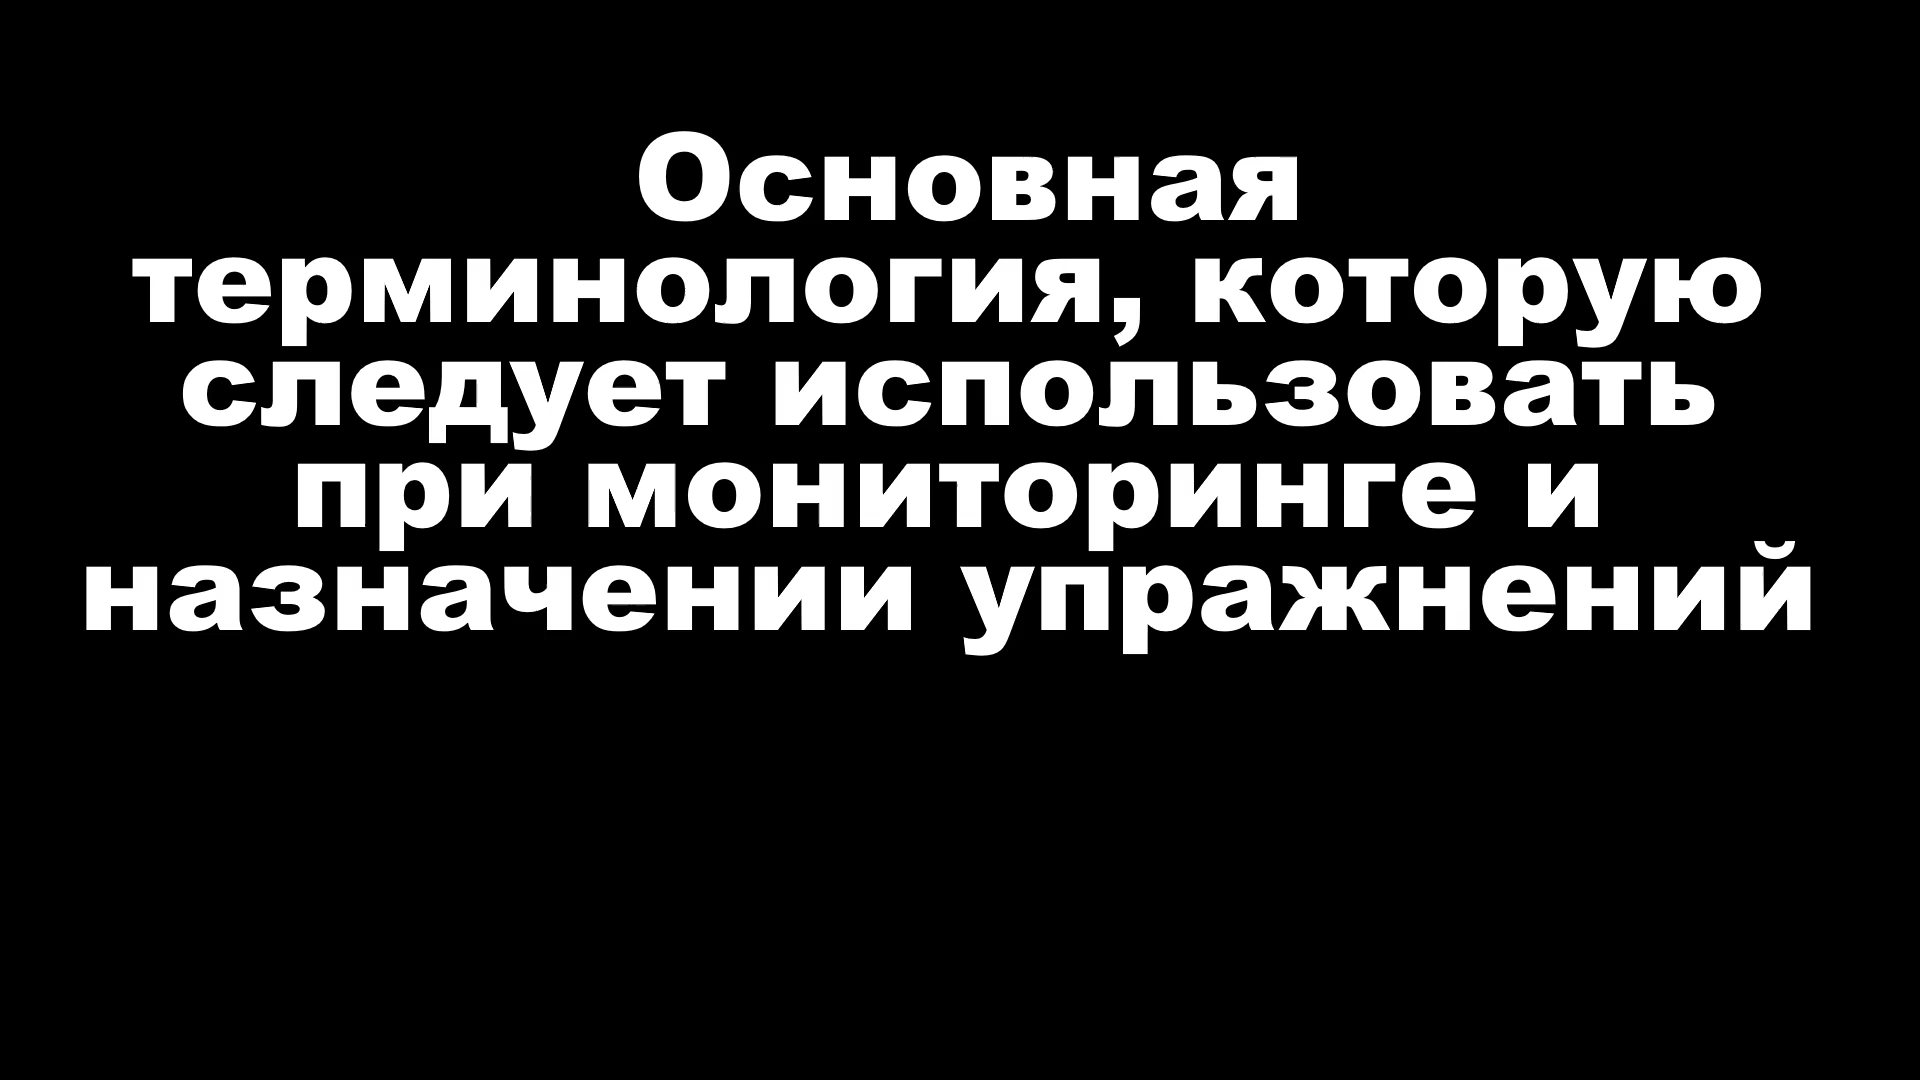 Основная
терминология, которую
следует использовать
при мониторинге и
назначении упражнений